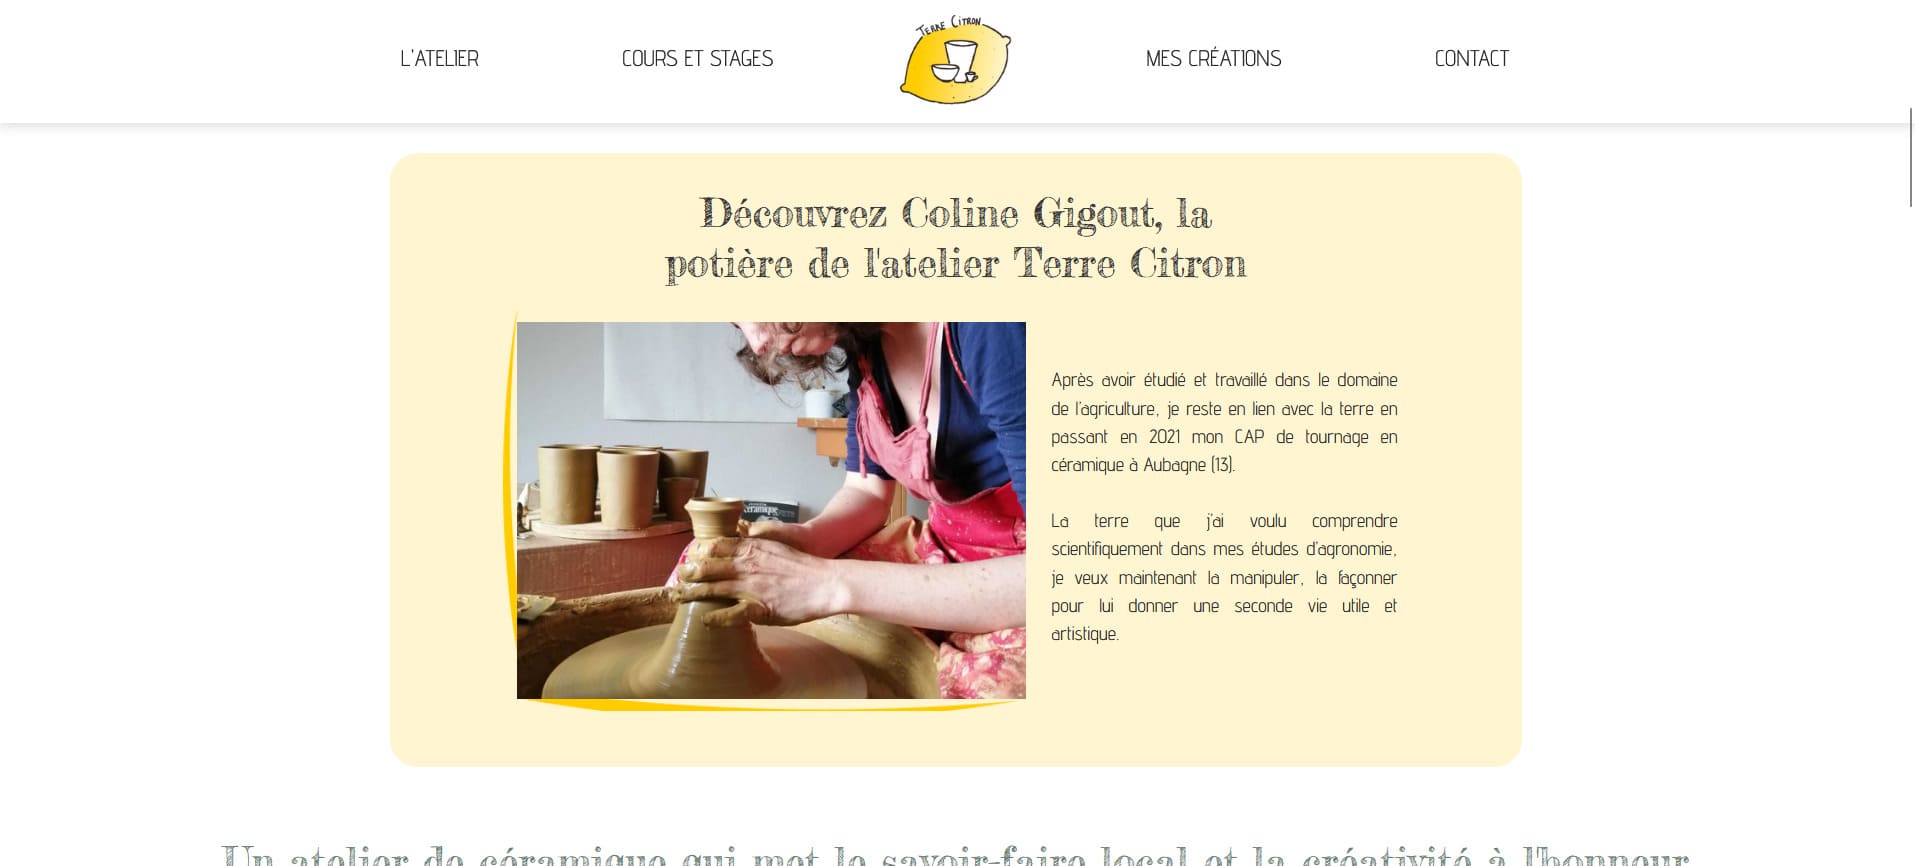 TERRE CITRON
L'ATELIER
COURS ET STAGES
MES CRÉATIONS
CONTACT
Découvrez Coline Gigout, la
potière de l'atelier Terre Citron
céramique
Après avoir étudié et travaillé dans le domaine
de l'agriculture, je reste en lien avec la terre en
passant en 2021 mon CAP de tournage en
céramique à Aubagne (13).
La terre que j'ai voulu comprendre
scientifiquement dans mes études d'agronomie,
je veux maintenant la manipuler, la façonner
pour lui donner une seconde vie utile et
artistique.
Un atelier de céramique qui met le savoir-faire local et la créativité à l'honneur